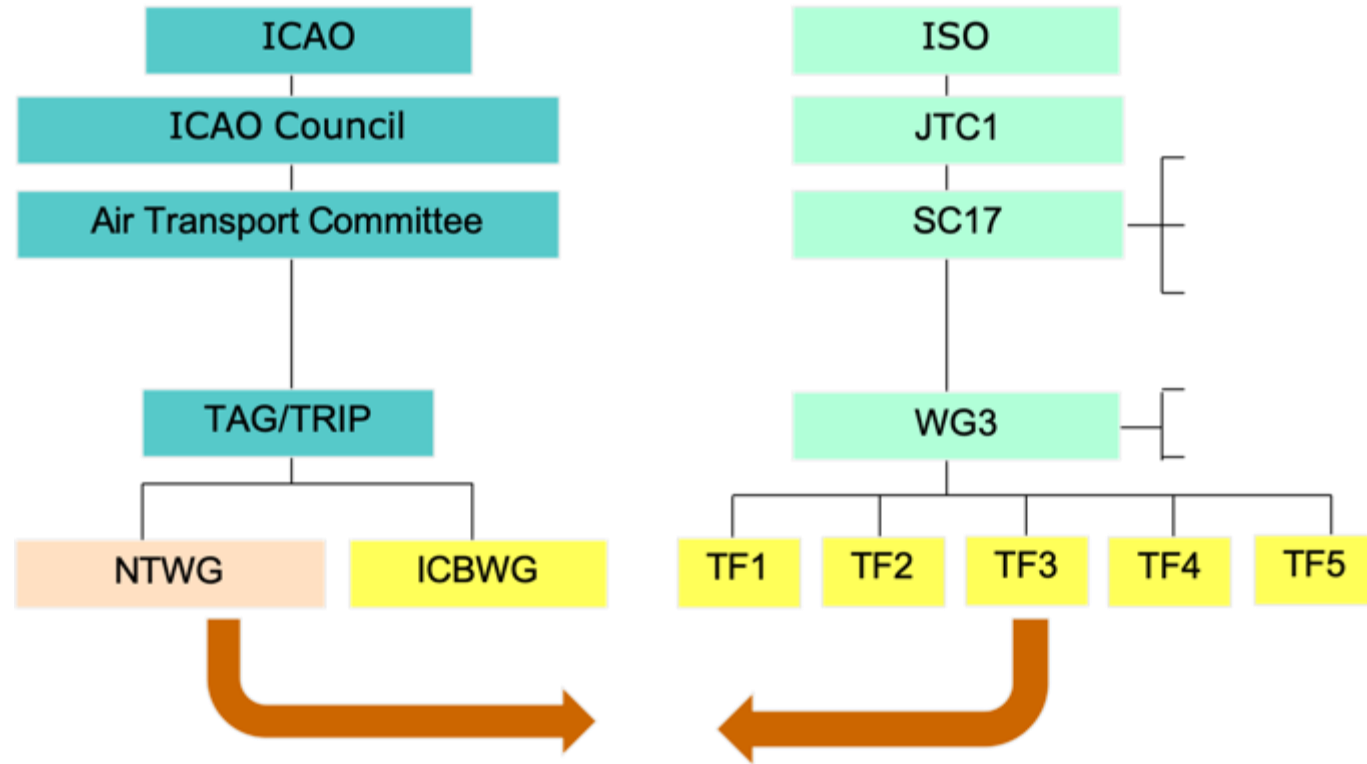 ICAO
ICAO Council
Air Transport Committee
TAG/TRIP
NTWG
ICBWG
ISO
JTC1
SC17
WG3
TF1
TF2
TF3
TF4
TF5